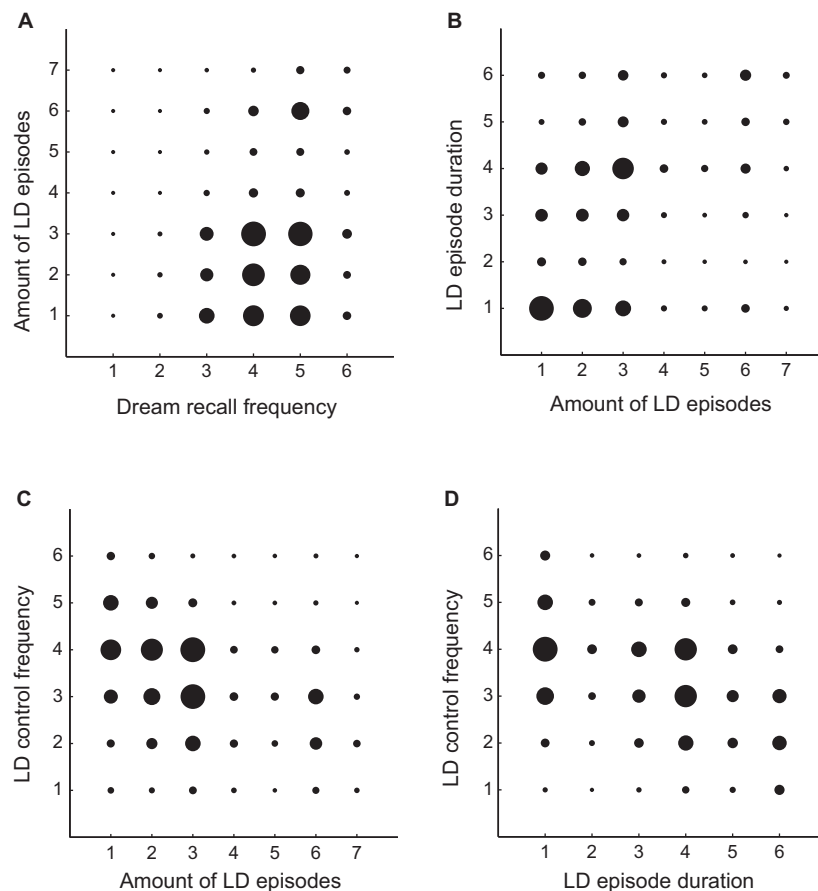 A
7
6
5
4
3
2
1
Amount of LD episodes
1 2 3 4 5 6
Dream recall frequency
B
6
5
4
3
2
1
LD episode duration
1 2 3 4 5 6 7
Amount of LD episodes
C
6
5
4
3
2
1
LD control frequency
1 2 3 4 5 6 7
Amount of LD episodes
D
6
5
4
3
2
1
LD control frequency
1 2 3 4 5 6
LD episode duration